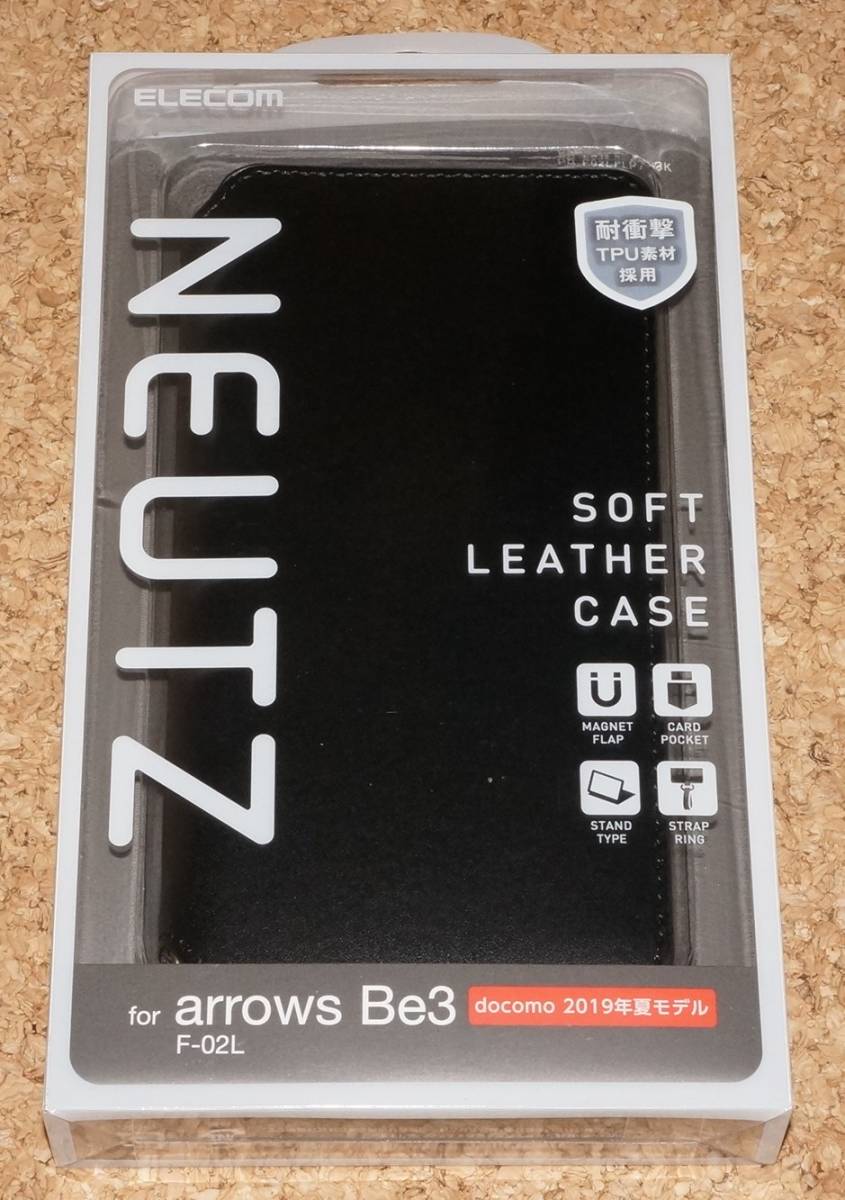 ELECOM
NEUTZ
耐衝撃
TPU素材
採用
SOFT
LEATHER
CASE
MAGNET
FLAP
CARD
POCKET
STAND
TYPE
STRAP
RING
for arrows Be3
docomo 2019年夏モデル
F-02L